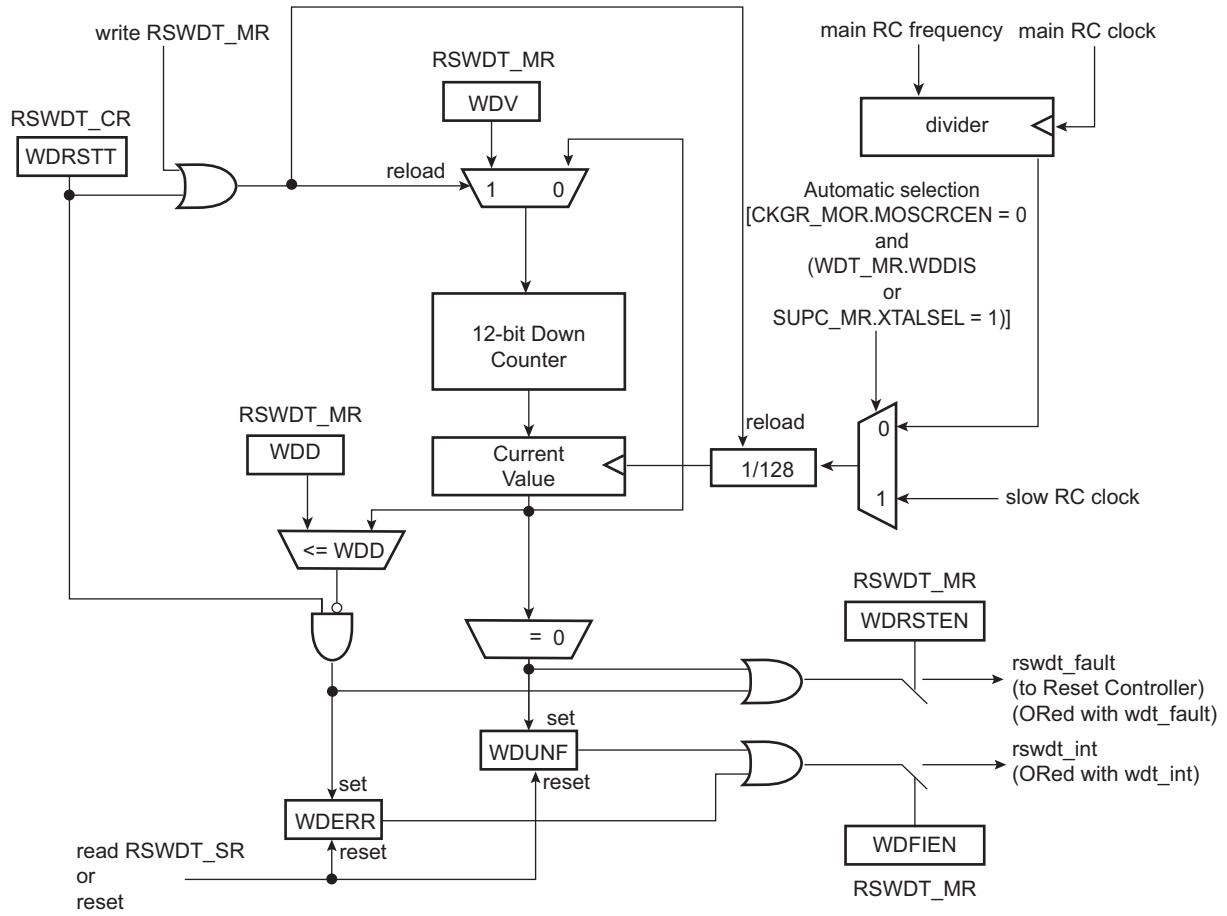 write RSWDT_MR
main RC frequency
main RC clock
RSWDT_MR
WDV
divider
RSWDT_CR
WDRSTT
reload
1 0
Automatic selection
[CKGR_MOR.MOSCRCEN = 0
and
(WDT_MR.WDDIS
or
SUPC_MR.XTALSEL = 1)]
12-bit Down
Counter
RSWDT_MR
WDD
reload
0
Current
Value
1/128
1
slow RC clock
<= WDD
RSWDT_MR
WDRSTEN
= 0
rswdt_fault
(to Reset Controller)
(ORed with wdt_fault)
set
WDUNF
reset
rswdt_int
(ORed with wdt_int)
set
WDERR
reset
WDFIEN
RSWDT_MR
read RSWDT_SR
or
reset